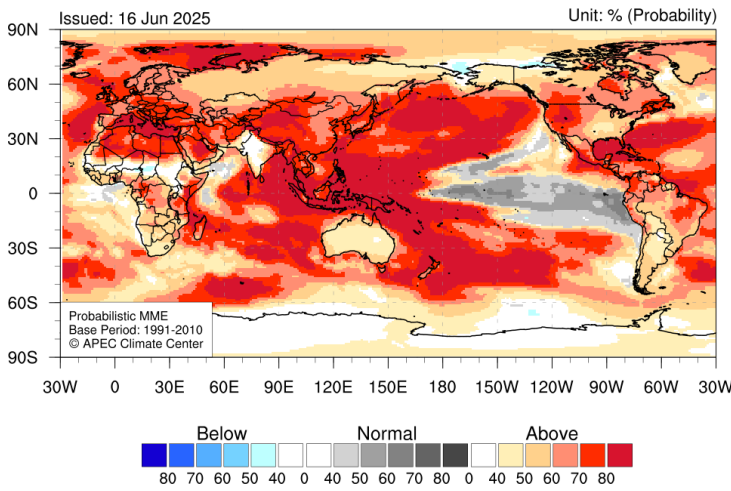 Issued: 16 Jun 2025 Unit: % (Probability)
90N
60N
30N
0
30S
60S
90S
Probabilistic MME
Base Period: 1991-2010
© APEC Climate Center
30W 0 30E 60E 90E 120E 150E 180 150W 120W 90W 60W 30W
Below Normal Above
80 70 60 50 40 0 40 50 60 70 80 0 40 50 60 70 80